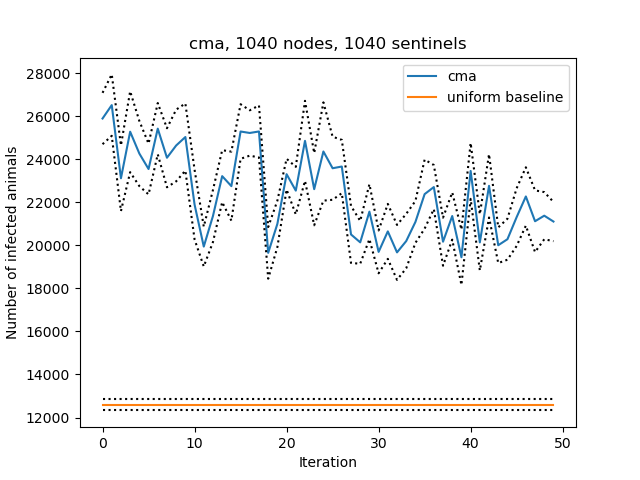 cma, 1040 nodes, 1040 sentinels
cma
uniform baseline
Number of infected animals
28000
26000
24000
22000
20000
18000
16000
14000
12000
0 10 20 30 40 50
Iteration